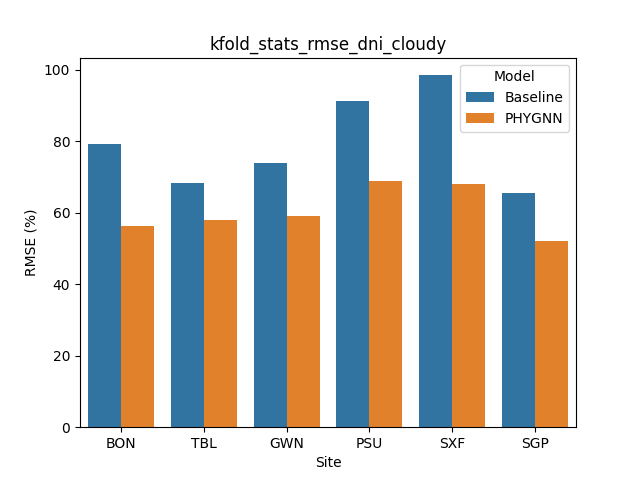 kfold_stats_rmse_dni_cloudy
Model
Baseline
PHYGNN
RMSE (%)
100
80
60
40
20
0
BON TBL GWN PSU SXF SGP
Site